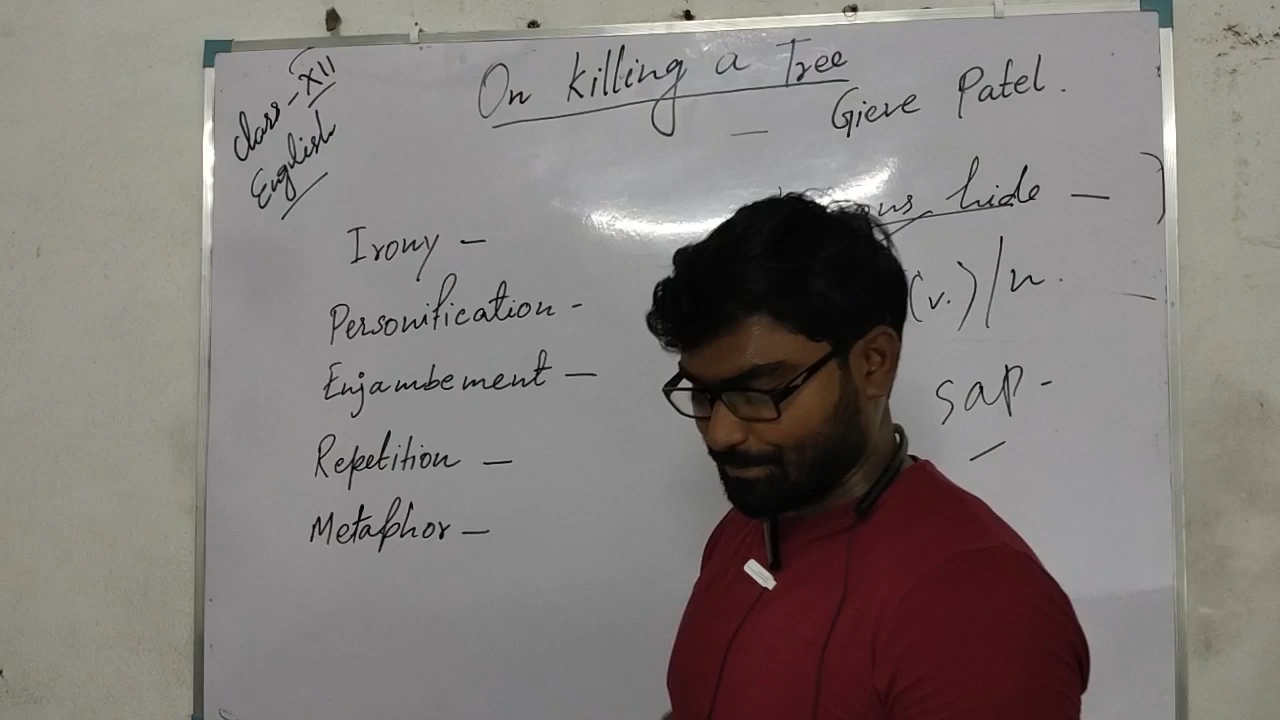 class - XII
English
On Killing a Tree
— Gieve Patel.
hide — )
Irony —
(v.)/n.
Personification -
Enjambement —
sap -
Repetition —
Metaphor —